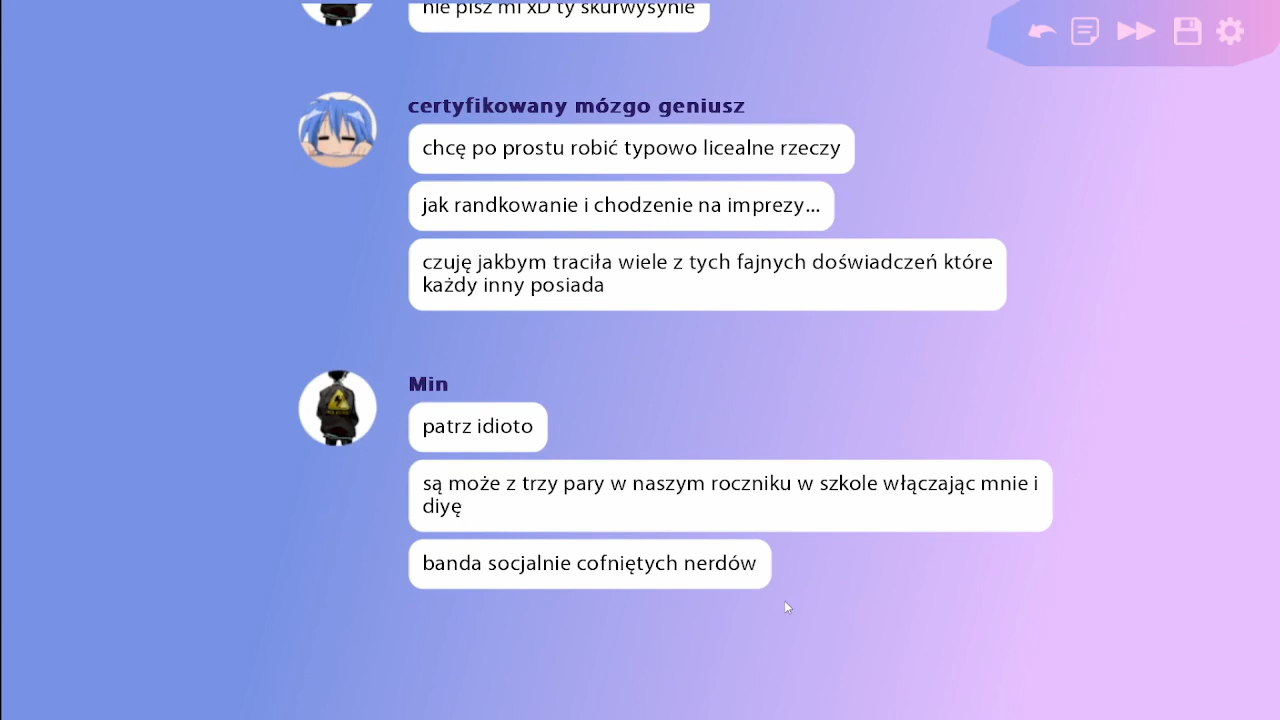 nie pisz mi xD ty skurwysynie
certyfikowany mózgo geniusz
chcę po prostu robić typowo licealne rzeczy
jak randkowanie i chodzenie na imprezy...
czuję jakbym traciła wiele z tych fajnych doświadczeń które
każdy inny posiada
Min
patrz idioto
są może z trzy pary w naszym roczniku w szkole włączając mnie i
diyę
banda socjalnie cofniętych nerdów